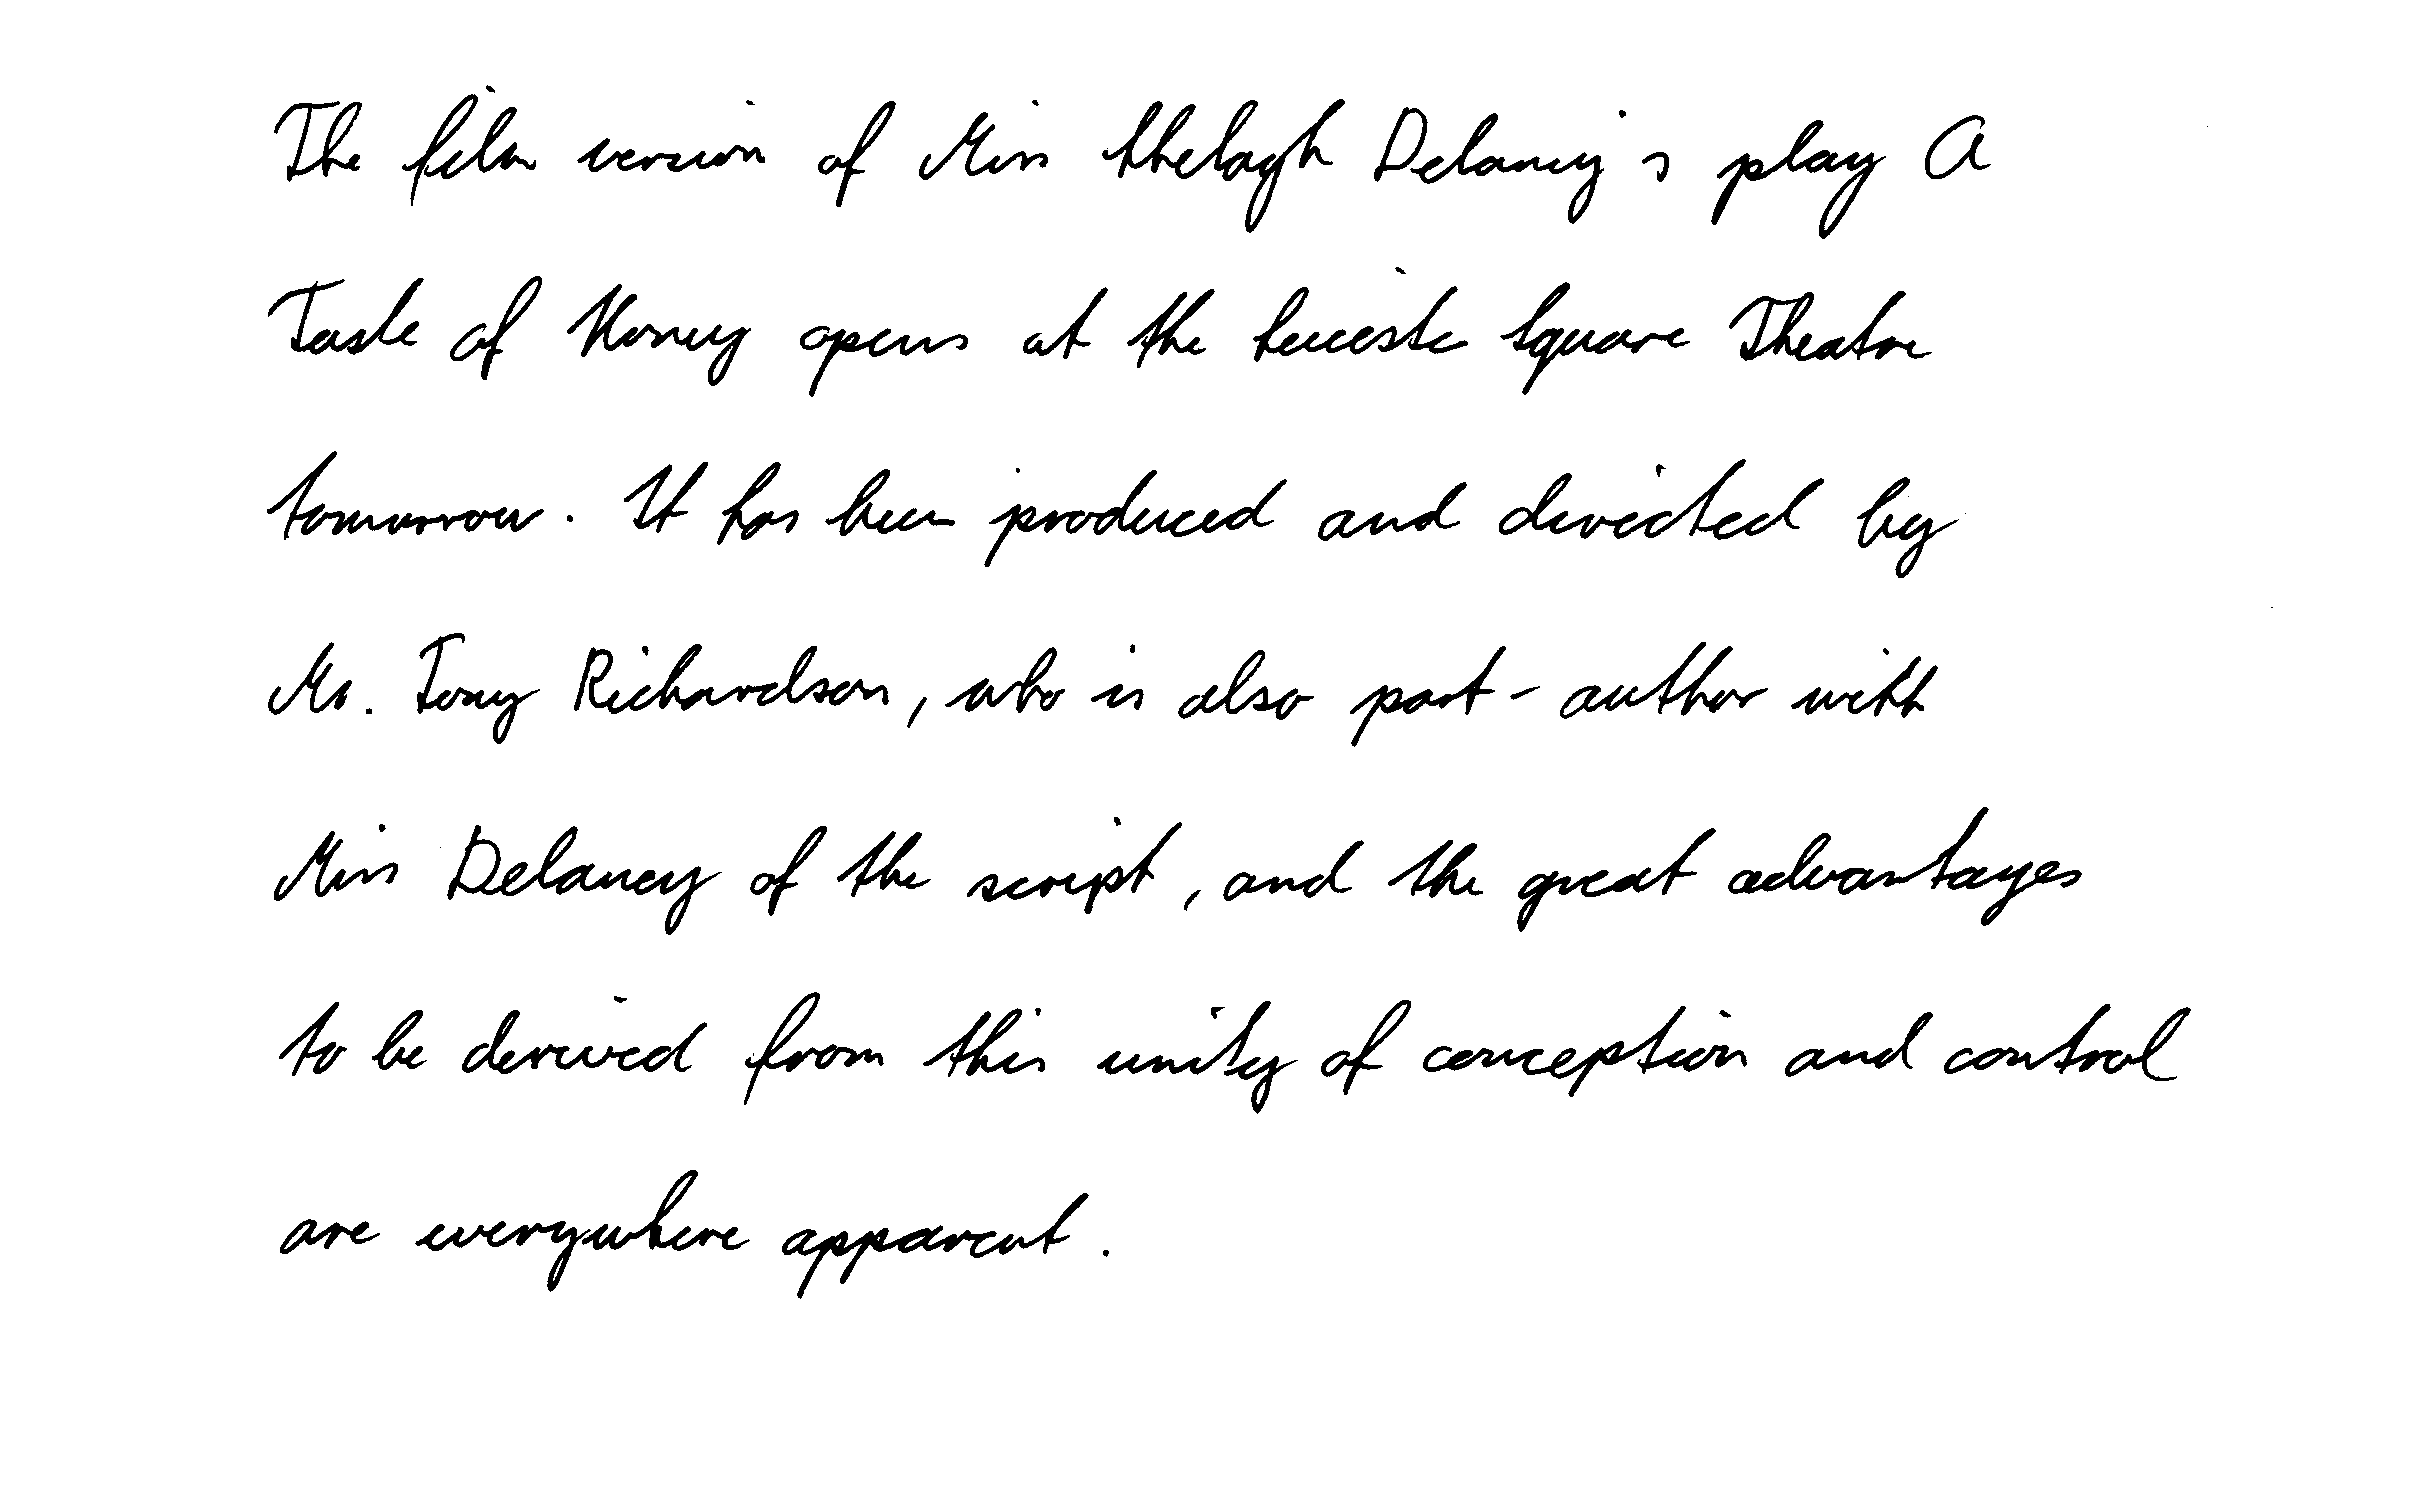 The film version of Miss Shelagh Delaney's play A
Taste of Honey opens at the Leicester Square Theatre
tomorrow. It has been produced and directed by
Mr. Tony Richardson, who is also part-author with
Miss Delaney of the script, and the great advantages
to be derived from this unity of conception and control
are everywhere apparent.